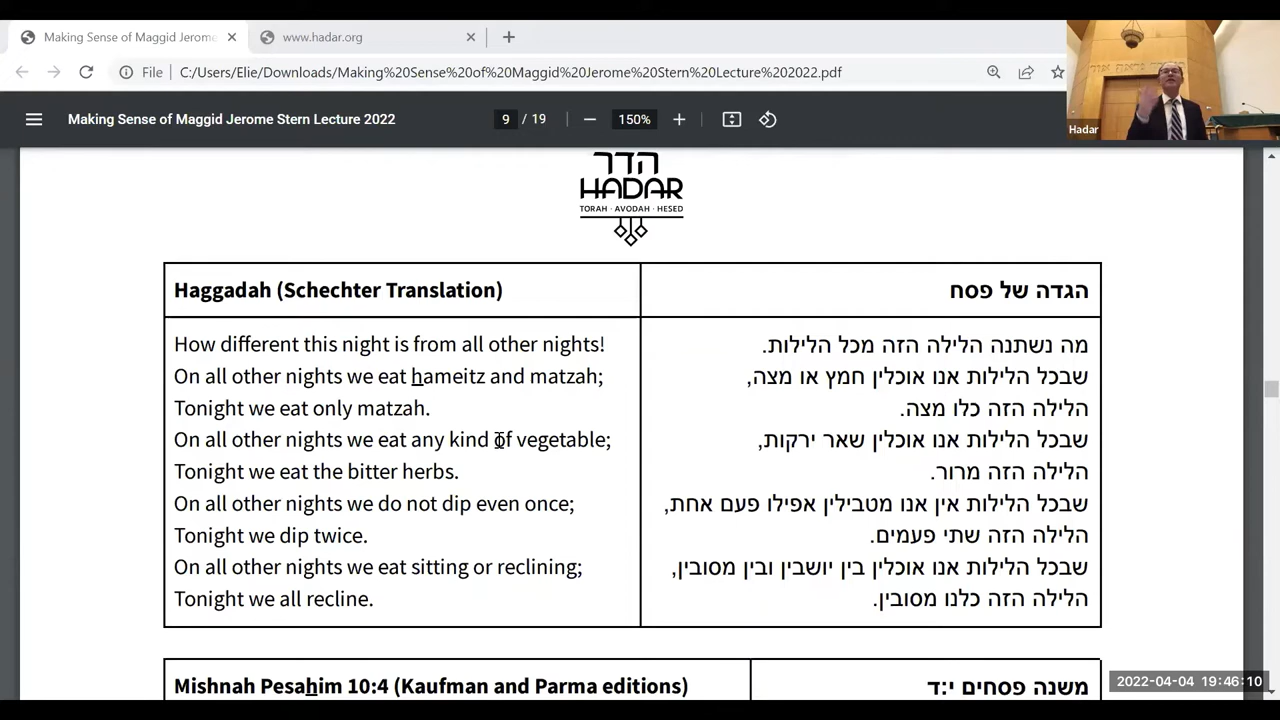 Making Sense of Maggid Jerome
www.hadar.org
File
C:/Users/Elie/Downloads/Making%20Sense%20of%20Maggid%20Jerome%20Stern%20Lecture%202022.pdf
Making Sense of Maggid Jerome Stern Lecture 2022
9 / 19
150%
Hadar
הדר
HADAR
TORAH · AVODAH · HESED
Haggadah (Schechter Translation)
How different this night is from all other nights!
On all other nights we eat hameitz and matzah;
Tonight we eat only matzah.
On all other nights we eat any kind of vegetable;
Tonight we eat the bitter herbs.
On all other nights we do not dip even once;
Tonight we dip twice.
On all other nights we eat sitting or reclining;
Tonight we all recline.
הגדה של פסח
מה נשתנה הלילה הזה מכל הלילות.
שבכל הלילות אנו אוכלין חמץ או מצה,
הלילה הזה כלו מצה.
שבכל הלילות אנו אוכלין שאר ירקות,
הלילה הזה מרור.
שבכל הלילות אין אנו מטבילין אפילו פעם אחת,
הלילה הזה שתי פעמים.
שבכל הלילות אנו אוכלין בין יושבין ובין מסובין,
הלילה הזה כלנו מסובין.
Mishnah Pesahim 10:4 (Kaufman and Parma editions)
משנה פסחים י:ד
2022-04-04 19:46:10